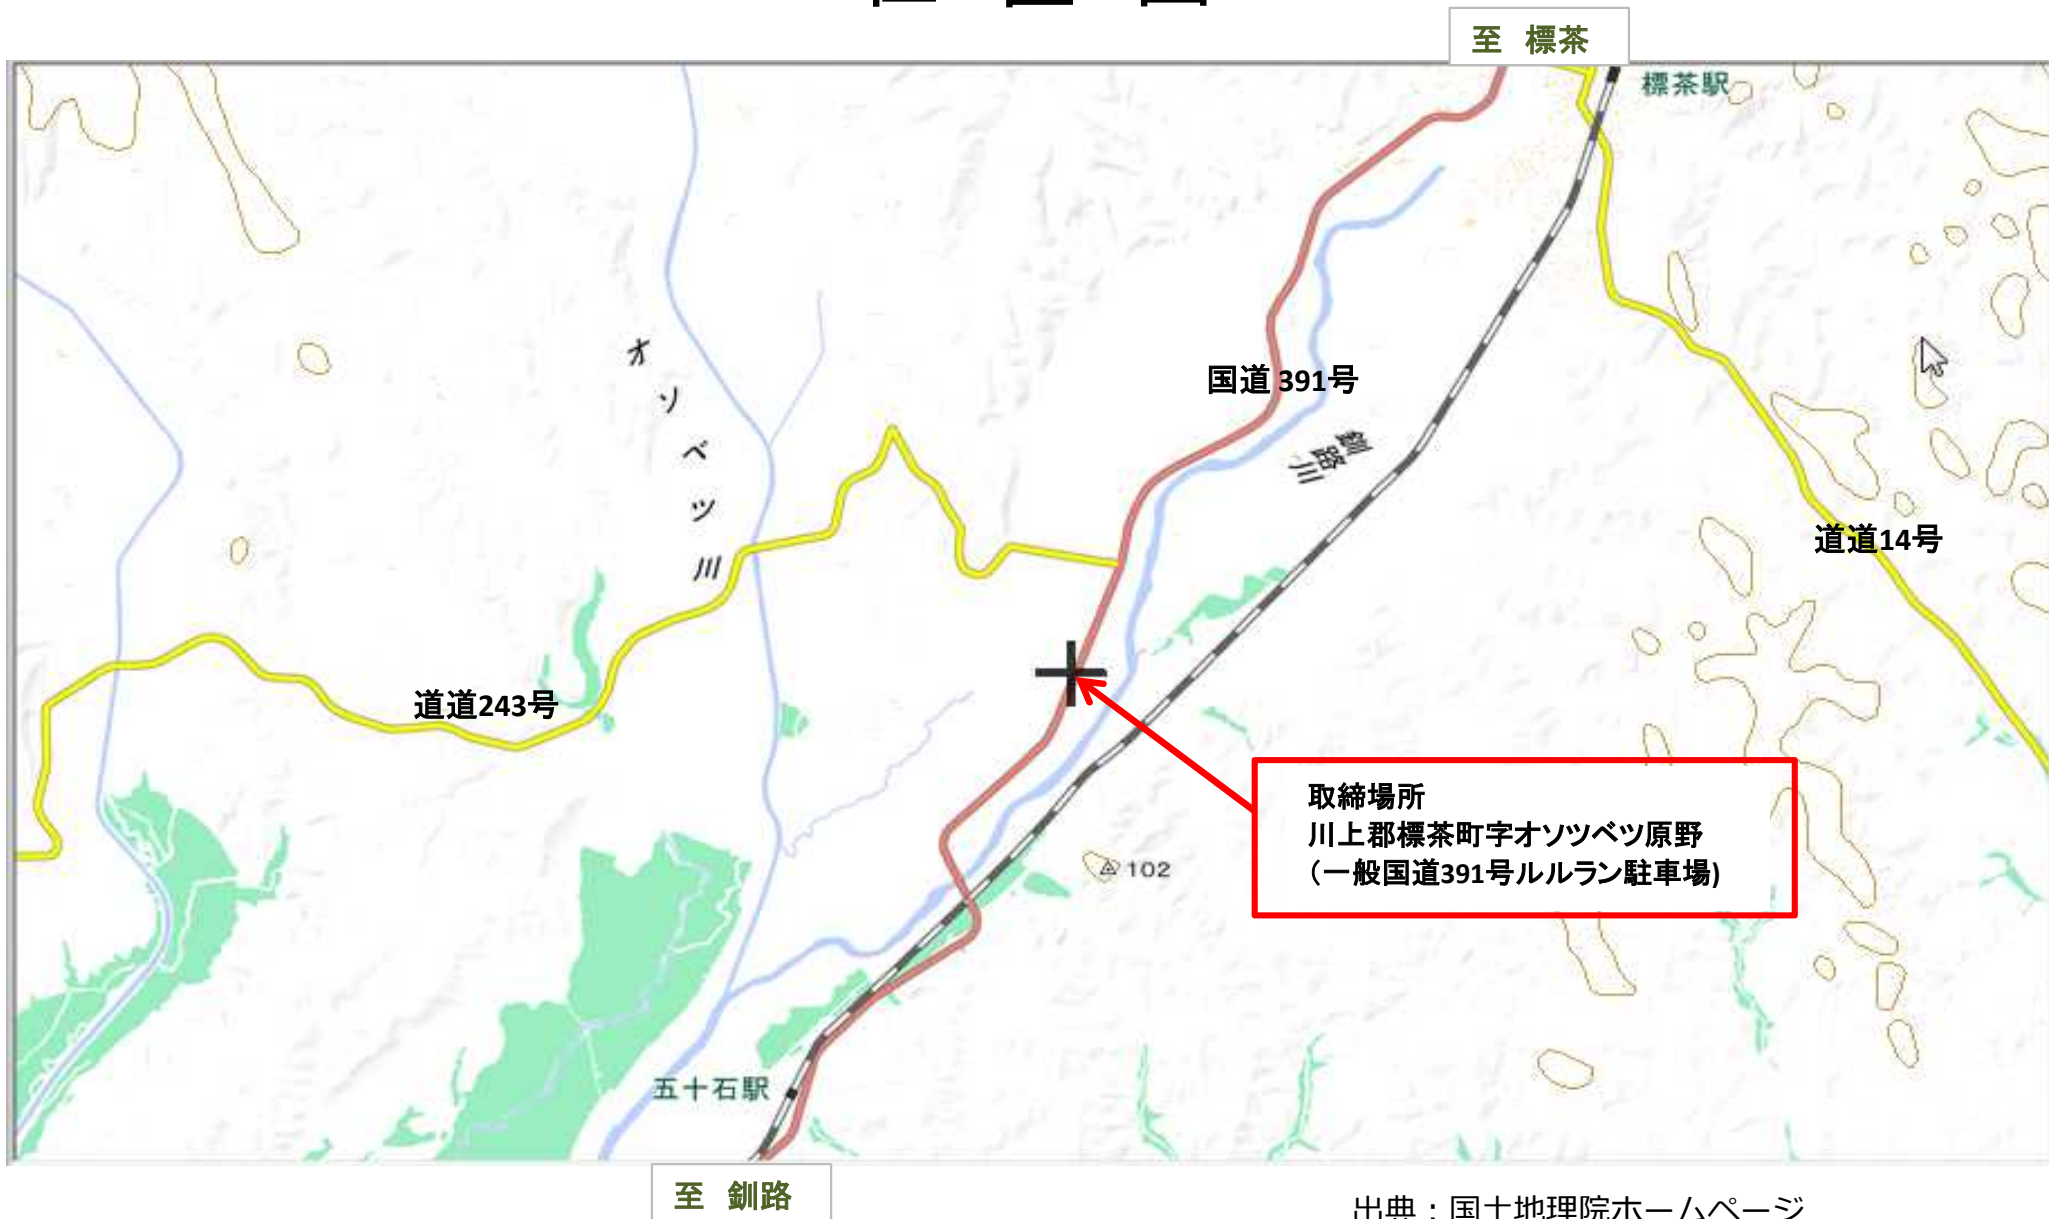 至 標茶
標茶駅
オソベツ川
国道391号
釧路川
道道14号
道道243号
取締場所
川上郡標茶町字オソツベツ原野
（一般国道391号ルルラン駐車場)
102
五十石駅
至 釧路
出典：国土地理院ホームページ